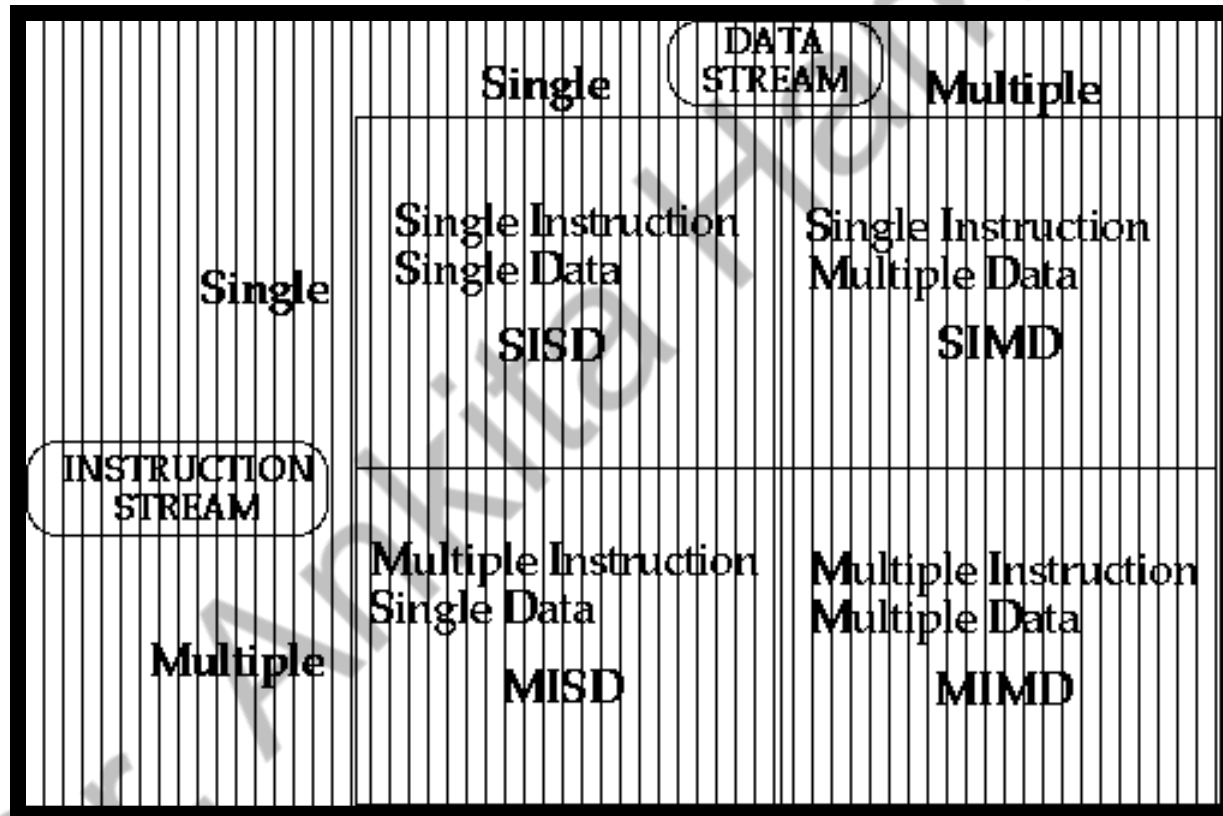 DATA
STREAM
Single
Multiple
Single Instruction
Single Data
SISD
Single Instruction
Multiple Data
SIMD
Single
INSTRUCTION
STREAM
Multiple Instruction
Single Data
MISD
Multiple Instruction
Multiple Data
MIMD
Multiple
Ankita